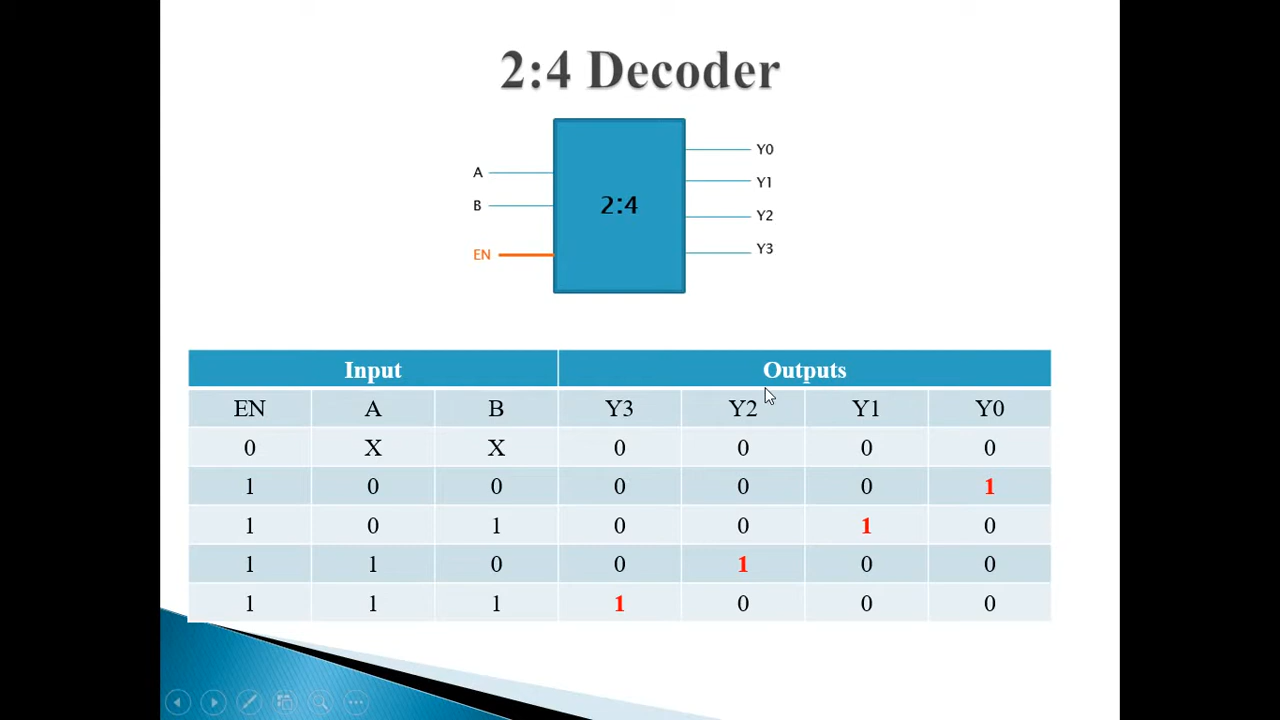 2:4 Decoder
A
B
EN
2:4
Y0
Y1
Y2
Y3
Input Outputs
EN A B Y3 Y2 Y1 Y0
0 X X 0 0 0 0
1 0 0 0 0 0 1
1 0 1 0 0 1 0
1 1 0 0 1 0 0
1 1 1 1 0 0 0